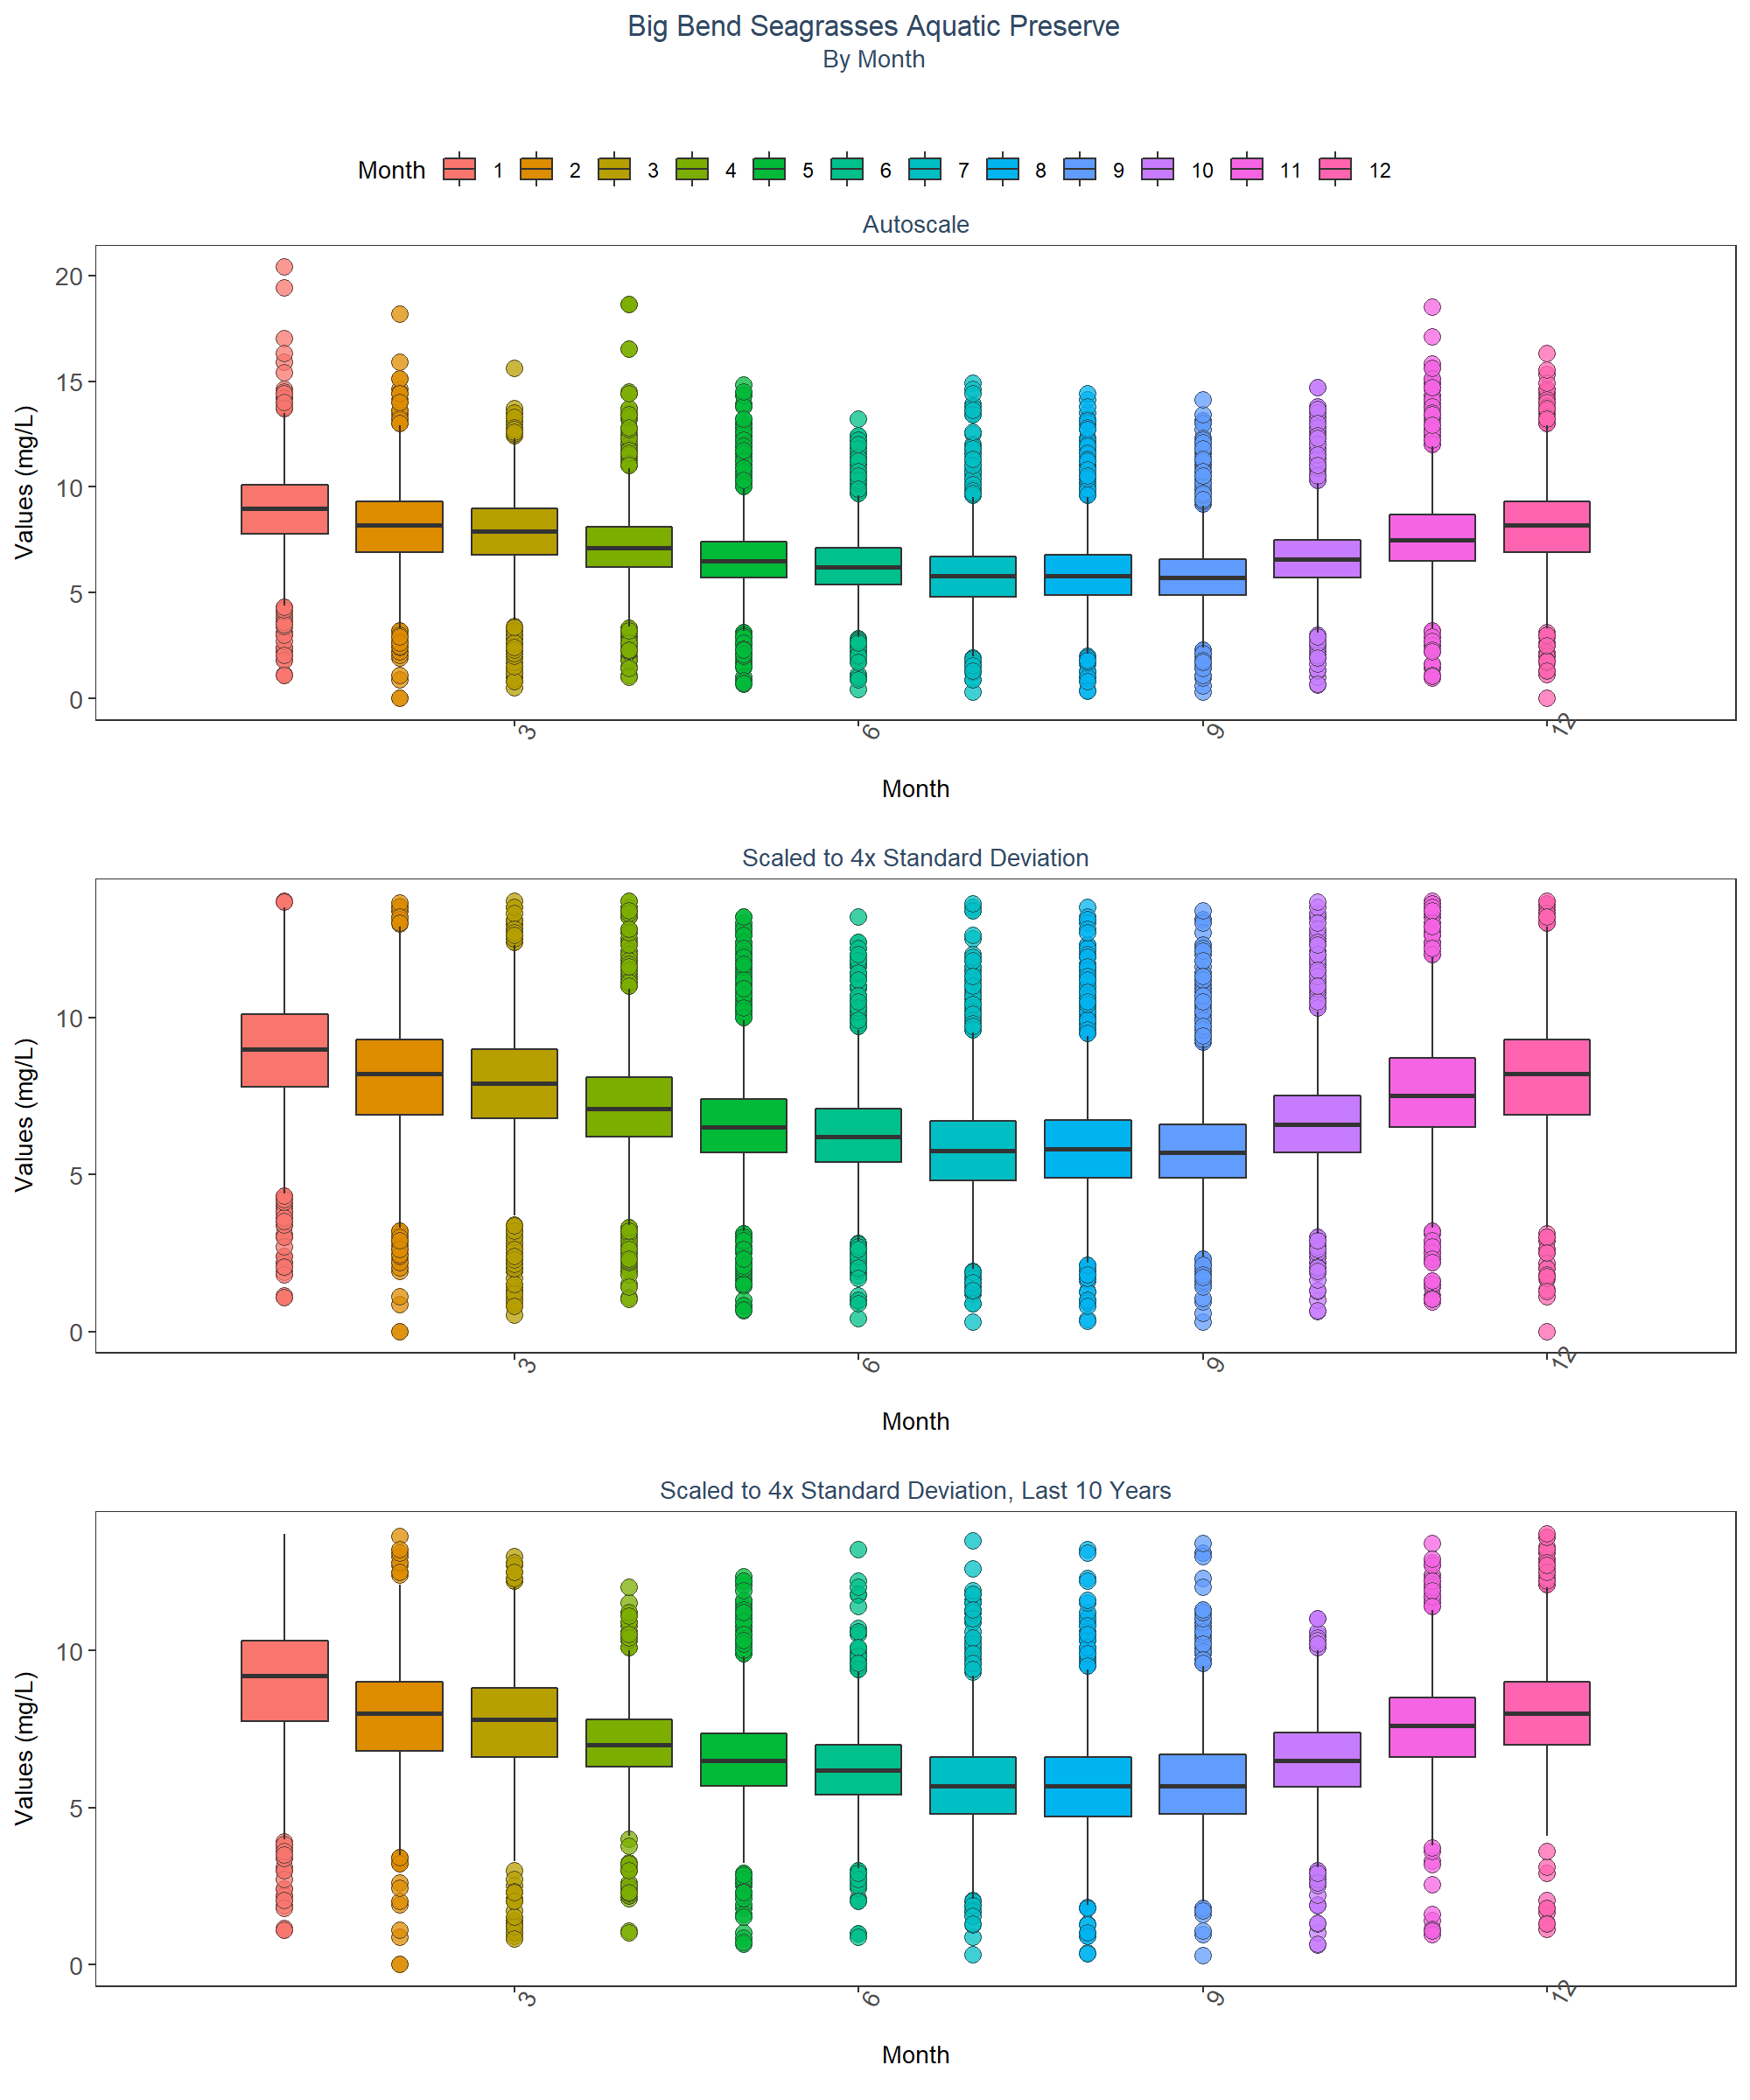 Big Bend Seagrasses Aquatic Preserve
By Month
Month 1 2 3 4 5 6 7 8 9 10 11 12
Autoscale
Values (mg/L)
20
15
10
5
0
3 6 9 12
Month
Scaled to 4x Standard Deviation
Values (mg/L)
10
5
0
3 6 9 12
Month
Scaled to 4x Standard Deviation, Last 10 Years
Values (mg/L)
10
5
0
3 6 9 12
Month